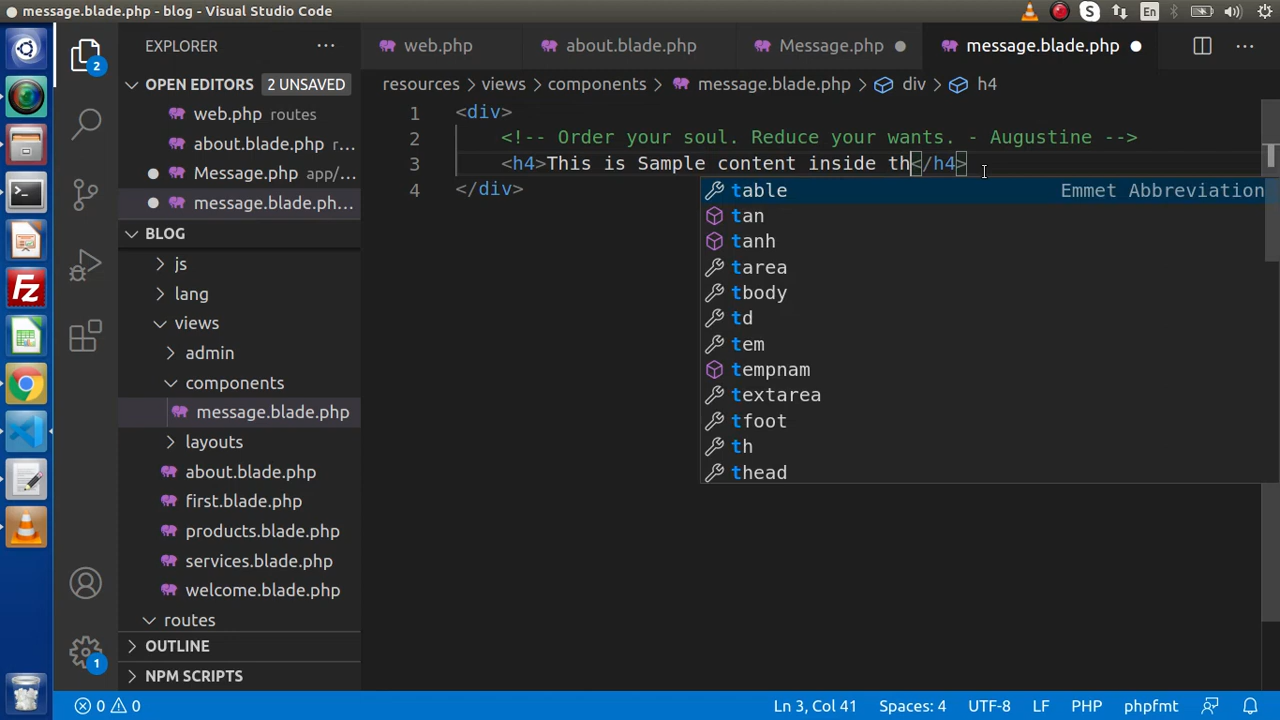 message.blade.php - blog - Visual Studio Code
S
En
2
EXPLORER
OPEN EDITORS 2 UNSAVED
web.php routes
about.blade.php r...
Message.php app/...
message.blade.ph...
BLOG
js
lang
views
admin
components
message.blade.php
layouts
about.blade.php
first.blade.php
products.blade.php
services.blade.php
welcome.blade.php
routes
OUTLINE
NPM SCRIPTS
1
web.php
about.blade.php
Message.php
message.blade.php
resources > views > components > message.blade.php > div > h4
1 <div>
2 <!-- Order your soul. Reduce your wants. - Augustine -->
3 <h4>This is Sample content inside th</h4>
4 </div>
table Emmet Abbreviation
tan
tanh
tarea
tbody
td
tem
tempnam
textarea
tfoot
th
thead
0 0
Ln 3, Col 41
Spaces: 4
UTF-8
LF
PHP
phpfmt